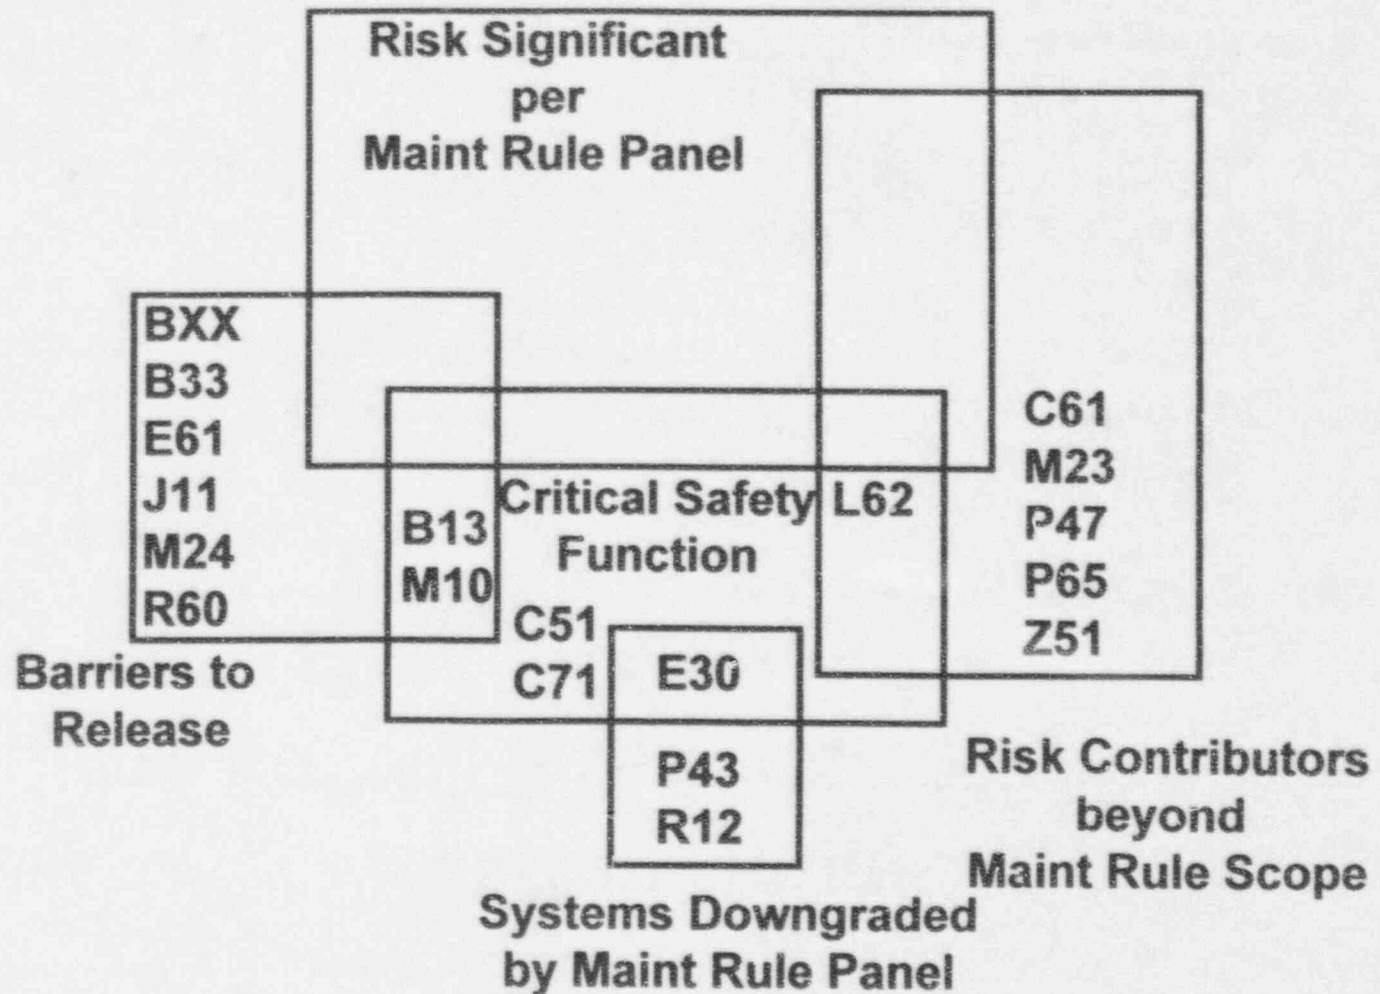 Risk Significant
per
Maint Rule Panel
BXX
B33
E61
J11
M24
R60
Barriers to
Release
B13
M10
Critical Safety
Function
L62
C51
C71
E30
P43
R12
Systems Downgraded
by Maint Rule Panel
C61
M23
P47
P65
Z51
Risk Contributors
beyond
Maint Rule Scope